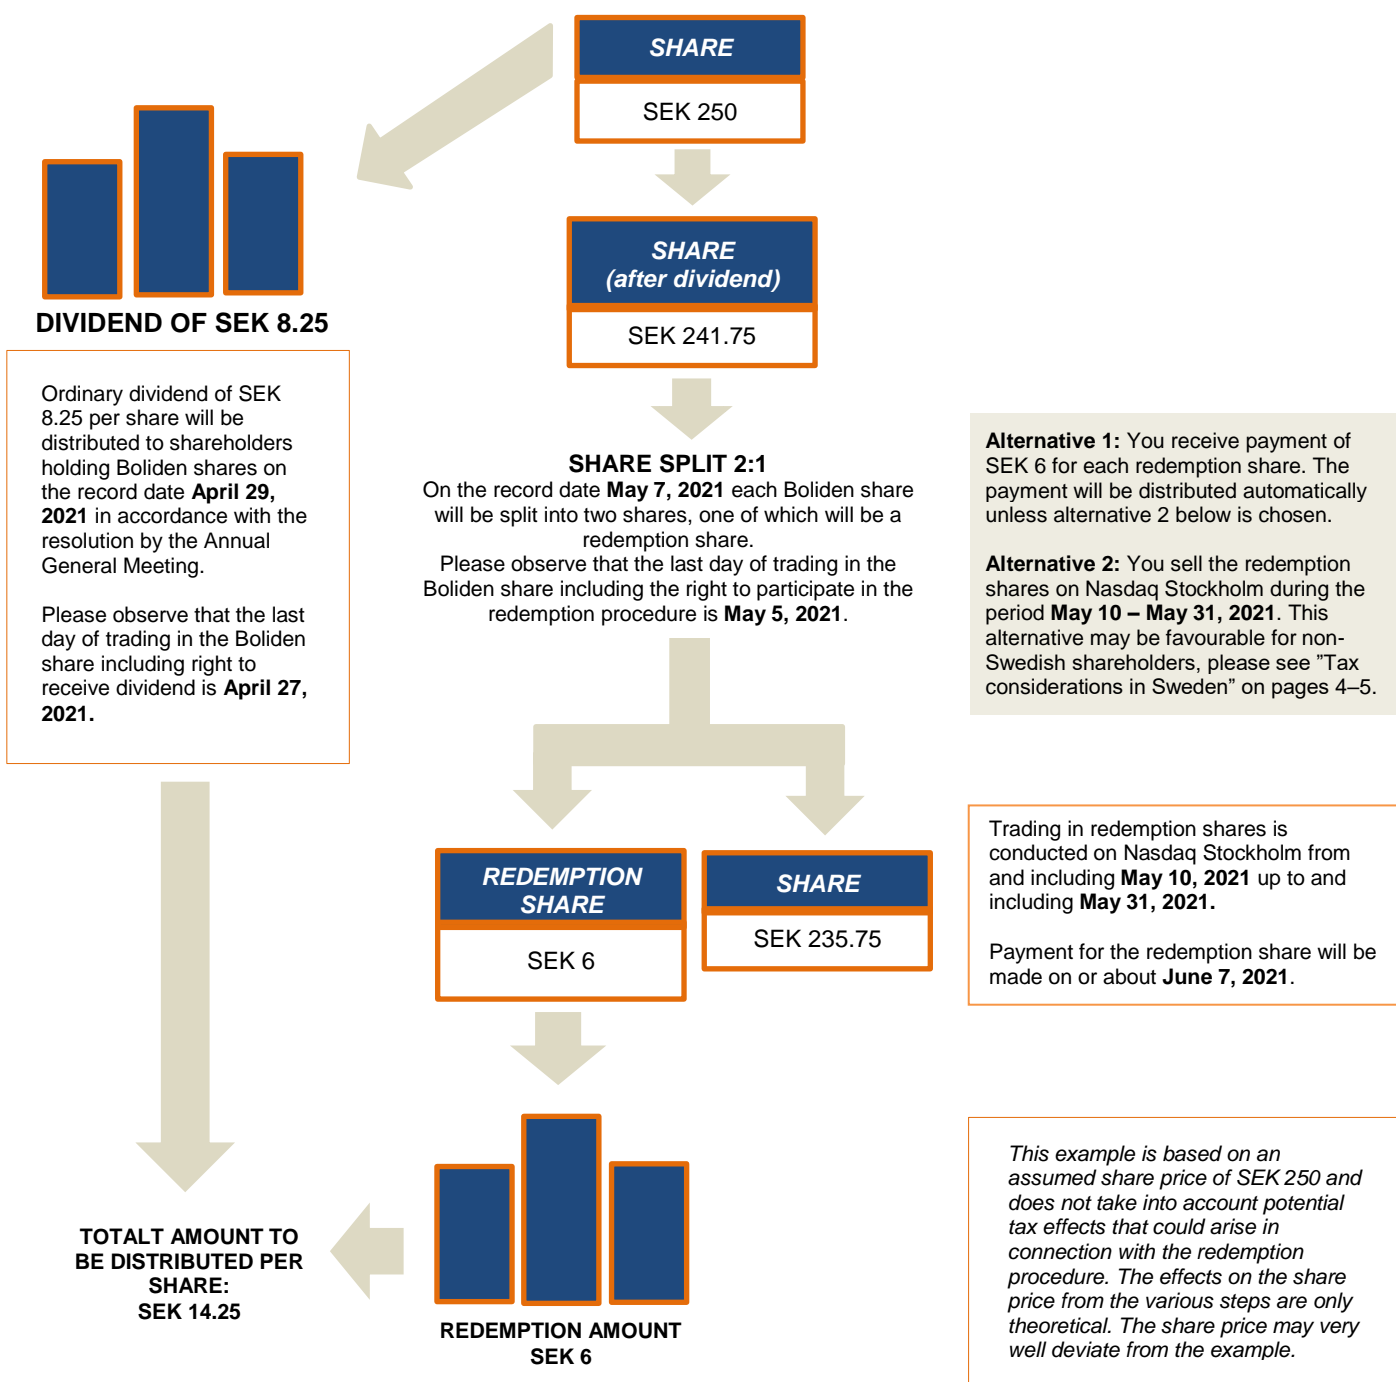 SHARE
SEK 250
SHARE
(after dividend)
SEK 241.75
DIVIDEND OF SEK 8.25
Ordinary dividend of SEK
8.25 per share will be
distributed to shareholders
holding Boliden shares on
the record date April 29,
2021 in accordance with the
resolution by the Annual
General Meeting.
Please observe that the last
day of trading in the Boliden
share including right to
receive dividend is April 27,
2021.
SHARE SPLIT 2:1
On the record date May 7, 2021 each Boliden share
will be split into two shares, one of which will be a
redemption share.
Please observe that the last day of trading in the
Boliden share including the right to participate in the
redemption procedure is May 5, 2021.
Alternative 1: You receive payment of
SEK 6 for each redemption share. The
payment will be distributed automatically
unless alternative 2 below is chosen.
Alternative 2: You sell the redemption
shares on Nasdaq Stockholm during the
period May 10 – May 31, 2021. This
alternative may be favourable for non-
Swedish shareholders, please see ”Tax
considerations in Sweden” on pages 4–5.
REDEMPTION
SHARE
SEK 6
SHARE
SEK 235.75
Trading in redemption shares is
conducted on Nasdaq Stockholm from
and including May 10, 2021 up to and
including May 31, 2021.
Payment for the redemption share will be
made on or about June 7, 2021.
TOTALT AMOUNT TO
BE DISTRIBUTED PER
SHARE:
SEK 14.25
REDEMPTION AMOUNT
SEK 6
This example is based on an
assumed share price of SEK 250 and
does not take into account potential
tax effects that could arise in
connection with the redemption
procedure. The effects on the share
price from the various steps are only
theoretical. The share price may very
well deviate from the example.